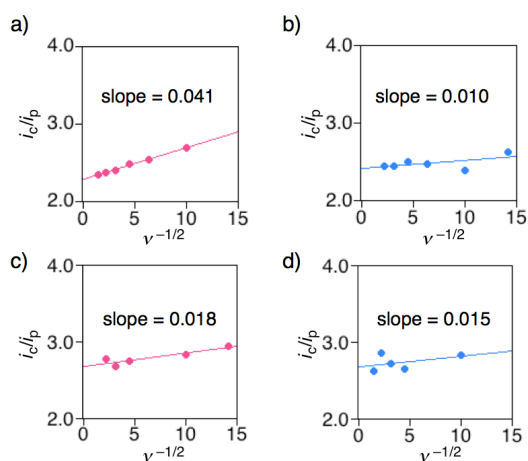 a)
4.0
3.0
2.0
i_c/i_p
slope = 0.041
0 5 10 15
ν^−1/2
b)
4.0
3.0
2.0
i_c/i_p
slope = 0.010
0 5 10 15
ν^−1/2
c)
4.0
3.0
2.0
i_c/i_p
slope = 0.018
0 5 10 15
ν^−1/2
d)
4.0
3.0
2.0
i_c/i_p
slope = 0.015
0 5 10 15
ν^−1/2